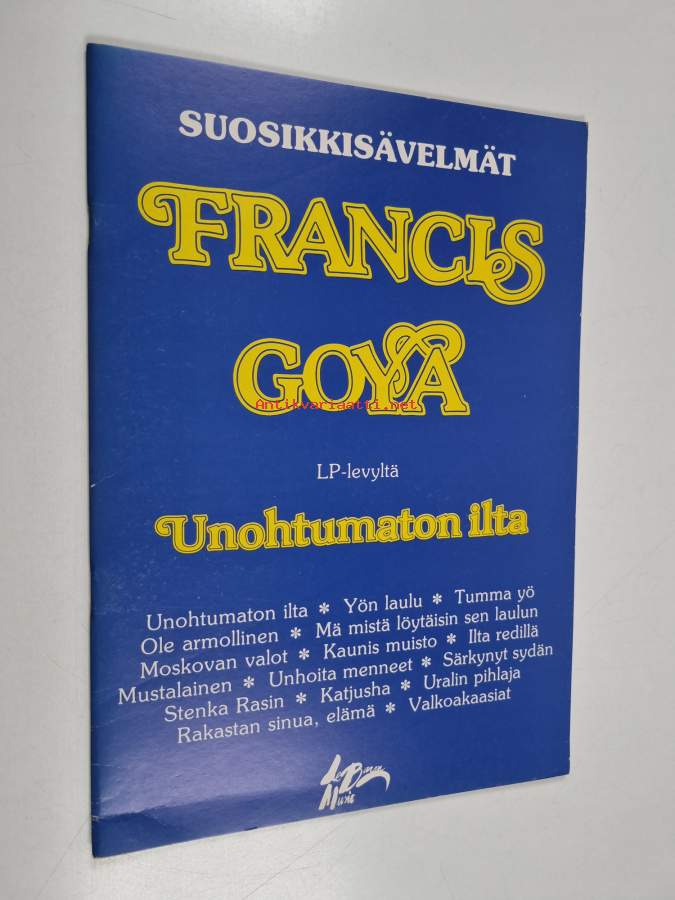 SUOSIKKISÄVELMÄT
FRANCIS
GOYA
Antikvariaatti.net
LP-levyltä
Unohtumaton ilta
Unohtumaton ilta * Yön laulu * Tumma yö
Ole armollinen * Mä mistä löytäisin sen laulun
Moskovan valot * Kaunis muisto * Ilta redillä
Mustalainen * Unhoita menneet * Särkynyt sydän
Stenka Rasin * Katjusha * Uralin pihlaja
Rakastan sinua, elämä * Valkoakaasiat
Music